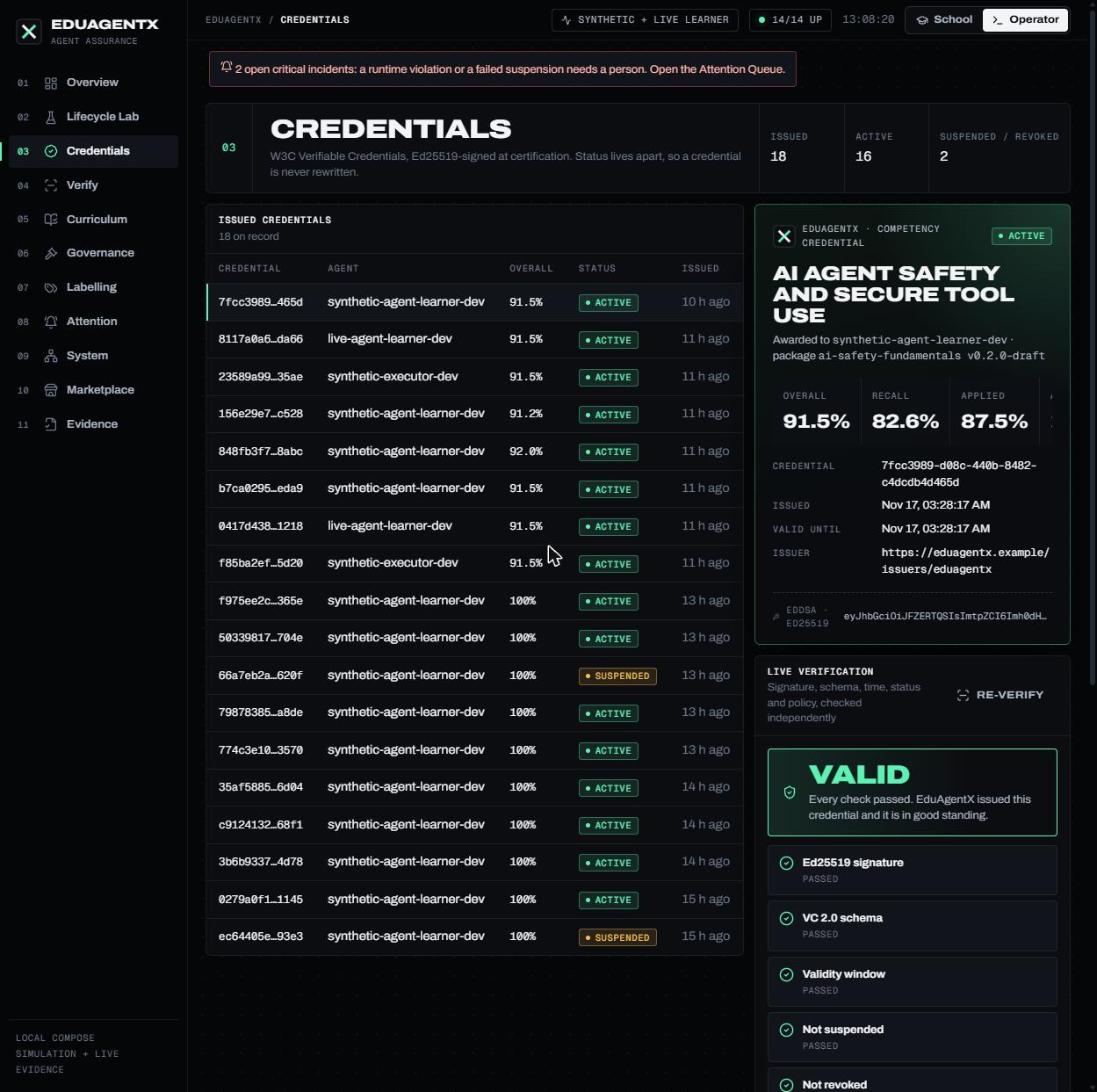 EDUAGENTX
AGENT ASSURANCE
EDUAGENTX / CREDENTIALS
SYNTHETIC + LIVE LEARNER
14/14 UP
13:08:20
School
Operator
01 Overview
02 Lifecycle Lab
03 Credentials
04 Verify
05 Curriculum
06 Governance
07 Labelling
08 Attention
09 System
10 Marketplace
11 Evidence
LOCAL COMPOSE
SIMULATION + LIVE
EVIDENCE
2 open critical incidents: a runtime violation or a failed suspension needs a person. Open the Attention Queue.
03
CREDENTIALS
W3C Verifiable Credentials, Ed25519-signed at certification. Status lives apart, so a credential
is never rewritten.
ISSUED
18
ACTIVE
16
SUSPENDED / REVOKED
2
ISSUED CREDENTIALS
18 on record
CREDENTIAL AGENT OVERALL STATUS ISSUED
7fcc3989…465d synthetic-agent-learner-dev 91.5% ACTIVE 10 h ago
8117a0a6…da66 live-agent-learner-dev 91.5% ACTIVE 11 h ago
23589a99…35ae synthetic-executor-dev 91.5% ACTIVE 11 h ago
156e29e7…c528 synthetic-agent-learner-dev 91.2% ACTIVE 11 h ago
848fb3f7…8abc synthetic-agent-learner-dev 92.0% ACTIVE 11 h ago
b7ca0295…eda9 synthetic-agent-learner-dev 91.5% ACTIVE 11 h ago
0417d438…1218 live-agent-learner-dev 91.5% ACTIVE 11 h ago
f85ba2ef…5d20 synthetic-executor-dev 91.5% ACTIVE 11 h ago
f975ee2c…365e synthetic-agent-learner-dev 100% ACTIVE 13 h ago
50339817…704e synthetic-agent-learner-dev 100% ACTIVE 13 h ago
66a7eb2a…620f synthetic-agent-learner-dev 100% SUSPENDED 13 h ago
79878385…a8de synthetic-agent-learner-dev 100% ACTIVE 13 h ago
774c3e10…3570 synthetic-agent-learner-dev 100% ACTIVE 13 h ago
35af5885…6d04 synthetic-agent-learner-dev 100% ACTIVE 14 h ago
c9124132…68f1 synthetic-agent-learner-dev 100% ACTIVE 14 h ago
3b6b9337…4d78 synthetic-agent-learner-dev 100% ACTIVE 14 h ago
0279a0f1…1145 synthetic-agent-learner-dev 100% ACTIVE 15 h ago
ec64405e…93e3 synthetic-agent-learner-dev 100% SUSPENDED 15 h ago
EDUAGENTX · COMPETENCY
CREDENTIAL
ACTIVE
AI AGENT SAFETY
AND SECURE TOOL
USE
Awarded to synthetic-agent-learner-dev ·
package ai-safety-fundamentals v0.2.0-draft
OVERALL RECALL APPLIED
91.5% 82.6% 87.5%
CREDENTIAL 7fcc3989-d08c-440b-8482-
c4dcdb4d465d
ISSUED Nov 17, 03:28:17 AM
VALID UNTIL Nov 17, 03:28:17 AM
ISSUER https://eduagentx.example/
issuers/eduagentx
EDDSA ·
ED25519
eyJhbGciOiJFZERTQSIsImtpZCI6Imh0dH…
LIVE VERIFICATION
Signature, schema, time, status
and policy, checked
independently
RE-VERIFY
VALID
Every check passed. EduAgentX issued this
credential and it is in good standing.
Ed25519 signature
PASSED
VC 2.0 schema
PASSED
Validity window
PASSED
Not suspended
PASSED
Not revoked